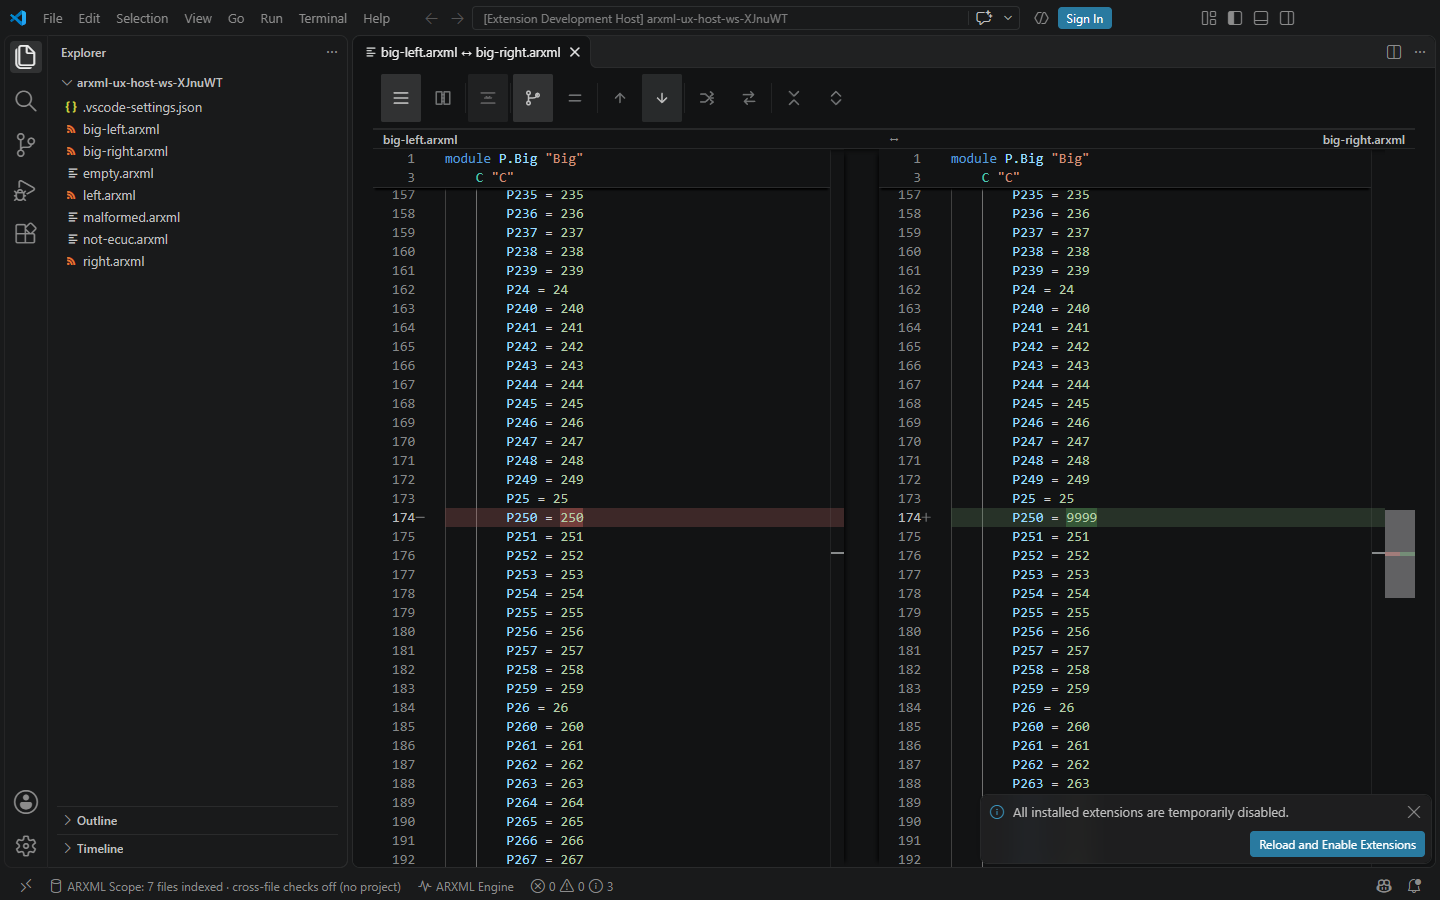 File Edit Selection View Go Run Terminal Help
[Extension Development Host] arxml-ux-host-ws-XJnuWT
Sign In
Explorer
arxml-ux-host-ws-XJnuWT
{} .vscode-settings.json
big-left.arxml
big-right.arxml
empty.arxml
left.arxml
malformed.arxml
not-ecuc.arxml
right.arxml
Outline
Timeline
big-left.arxml ↔ big-right.arxml
big-left.arxml ↔ big-right.arxml
1 module P.Big "Big"
3 C "C"
157 P235 = 235
158 P236 = 236
159 P237 = 237
160 P238 = 238
161 P239 = 239
162 P24 = 24
163 P240 = 240
164 P241 = 241
165 P242 = 242
166 P243 = 243
167 P244 = 244
168 P245 = 245
169 P246 = 246
170 P247 = 247
171 P248 = 248
172 P249 = 249
173 P25 = 25
174− P250 = 250
175 P251 = 251
176 P252 = 252
177 P253 = 253
178 P254 = 254
179 P255 = 255
180 P256 = 256
181 P257 = 257
182 P258 = 258
183 P259 = 259
184 P26 = 26
185 P260 = 260
186 P261 = 261
187 P262 = 262
188 P263 = 263
189 P264 = 264
190 P265 = 265
191 P266 = 266
192 P267 = 267
1 module P.Big "Big"
3 C "C"
157 P235 = 235
158 P236 = 236
159 P237 = 237
160 P238 = 238
161 P239 = 239
162 P24 = 24
163 P240 = 240
164 P241 = 241
165 P242 = 242
166 P243 = 243
167 P244 = 244
168 P245 = 245
169 P246 = 246
170 P247 = 247
171 P248 = 248
172 P249 = 249
173 P25 = 25
174+ P250 = 9999
175 P251 = 251
176 P252 = 252
177 P253 = 253
178 P254 = 254
179 P255 = 255
180 P256 = 256
181 P257 = 257
182 P258 = 258
183 P259 = 259
184 P26 = 26
185 P260 = 260
186 P261 = 261
187 P262 = 262
188 P263 = 263
189
190
191
192
All installed extensions are temporarily disabled.
Reload and Enable Extensions
ARXML Scope: 7 files indexed · cross-file checks off (no project) ARXML Engine 0 0 3